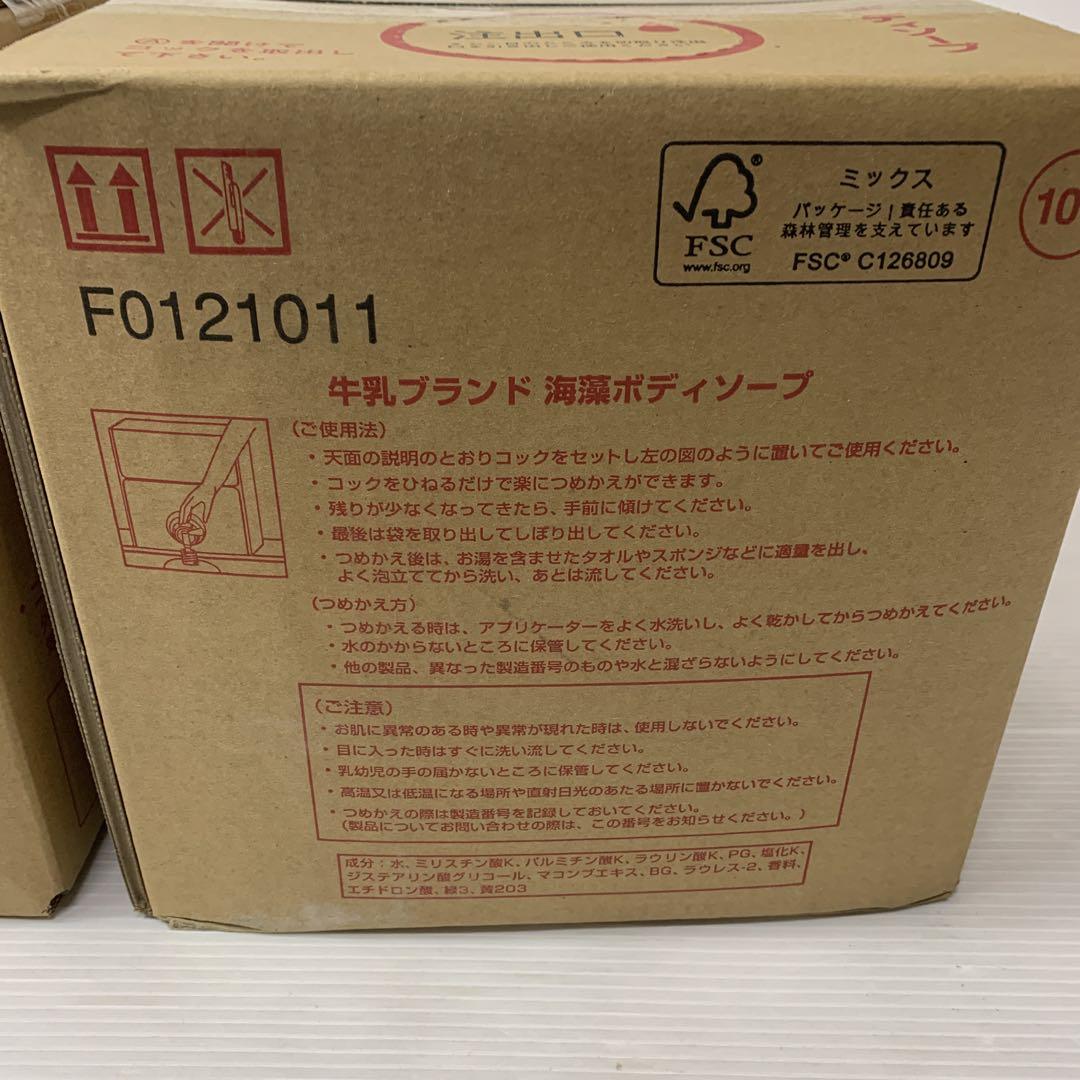 を開けて
コックを取出し
て下さい。
注出口
FSC
www.fsc.org
ミックス
パッケージ|責任ある
森林管理を支えています
FSC® C126809
10
F0121011
牛乳ブランド 海藻ボディソープ
(ご使用法)
・天面の説明のとおりコックをセットし左の図のように置いてご使用ください。
・コックをひねるだけで楽につめかえができます。
・残りが少なくなってきたら、手前に傾けてください。
・最後は袋を取り出してしぼり出してください。
・つめかえ後は、お湯を含ませたタオルやスポンジなどに適量を出し、
よく泡立ててから洗い、あとは流してください。
(つめかえ方)
・つめかえる時は、アプリケーターをよく水洗いし、よく乾かしてからつめかえてください。
・水のかからないところに保管してください。
・他の製品、異なった製造番号のものや水と混ざらないようにしてください。
(ご注意)
・お肌に異常のある時や異常が現れた時は、使用しないでください。
・目に入った時はすぐに洗い流してください。
・乳幼児の手の届かないところに保管してください。
・高温又は低温になる場所や直射日光のあたる場所に置かないでください。
・つめかえの際は製造番号を記録しておいてください。
(製品についてお問い合わせの際は、この番号をお知らせください。)
成分:水、ミリスチン酸K、パルミチン酸K、ラウリン酸K、PG、塩化K、
ジステアリン酸グリコール、マコンブエキス、BG、ラウレス-2、香料、
エチドロン酸、緑3、黄203